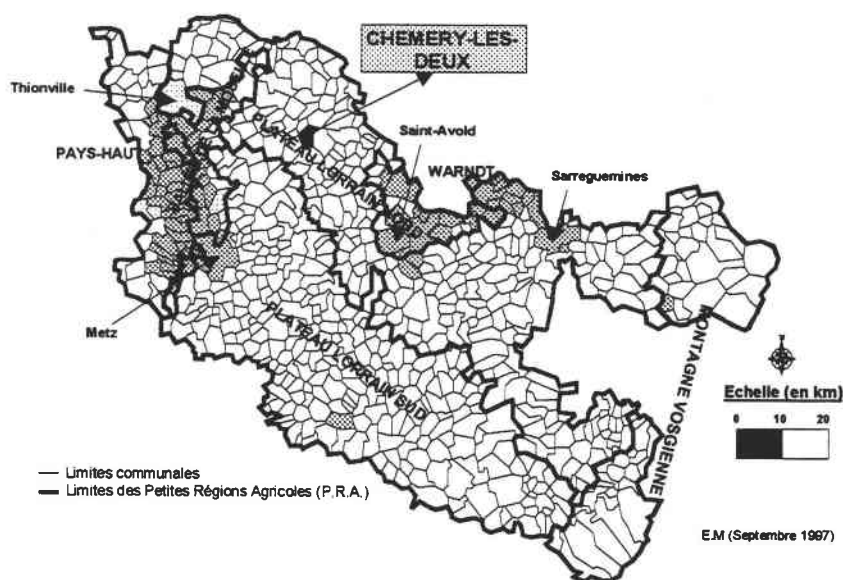 CHEMERY-LES-
DEUX
Thionville
Saint-Avold
PAYS-HAUT
PLATEAU LORRAIN NORD
WARNDT
Sarreguemines
Metz
PLATEAU LORRAIN SUD
MONTAGNE VOSGIENNE
Echelle (en km)
0 10 20
Limites communales
Limites des Petites Régions Agricoles (P.R.A.)
E.M (Septembre 1997)